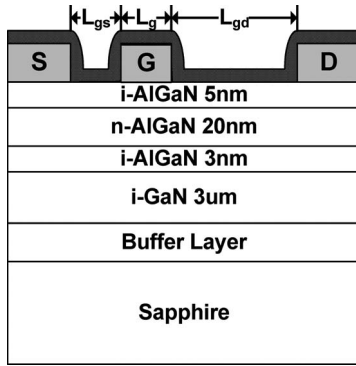 Lgs Lg Lgd
S G D
i-AlGaN 5nm
n-AlGaN 20nm
i-AlGaN 3nm
i-GaN 3um
Buffer Layer
Sapphire